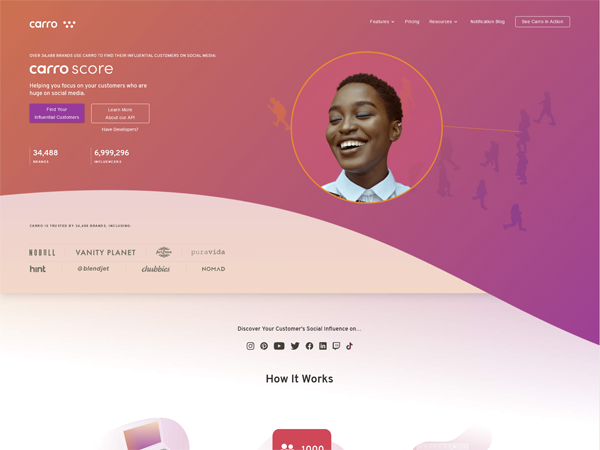 carro
Features
Pricing
Resources
Notification Blog
See Carro in Action
OVER 34,488 BRANDS USE CARRO TO FIND THEIR INFLUENTIAL CUSTOMERS ON SOCIAL MEDIA.
carro score
Helping you focus on your customers who are
huge on social media.
Find Your
Influential Customers
Learn More
About our API
Have Developers?
34,488
BRANDS
6,999,296
INFLUENCERS
CARRO IS TRUSTED BY 34,488 BRANDS, INCLUDING:
NOBULL
VANITY PLANET
puravida
hint
@blendjet
chubbies
NOMAD
Discover Your Customer's Social Influence on...
How It Works
1000